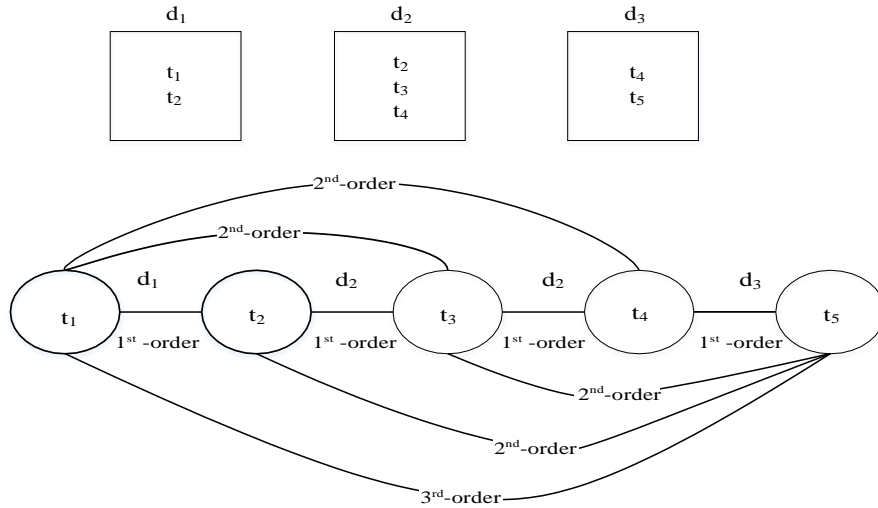 d₁ d₂ d₃
t₁ t₂ t₄
t₂ t₃ t₅
t₄
2ⁿᵈ-order
2ⁿᵈ-order
d₁ d₂ d₂ d₃
t₁ t₂ t₃ t₄ t₅
1ˢᵗ -order 1ˢᵗ -order 1ˢᵗ -order 1ˢᵗ -order
2ⁿᵈ-order
2ⁿᵈ-order
3ʳᵈ-order